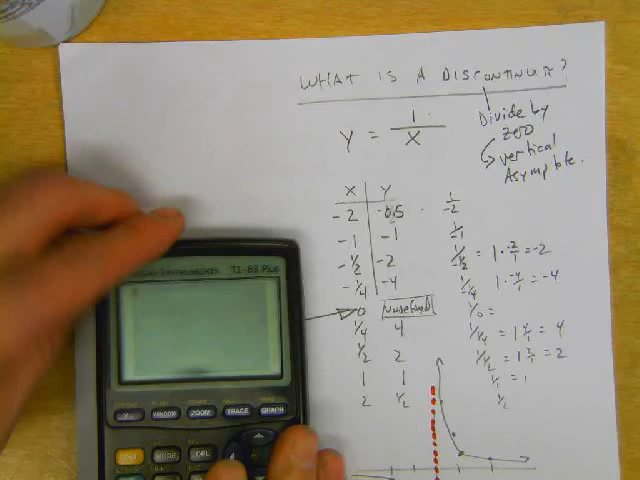 WHAT IS A DISCONTINUITY?
Divide by
zero
vertical
Asymptote.
Y = 1/X
X Y
-2 -0.5 1/-2
-1 -1 1/-1
-1/2 -2 1/-1/2 = 1 · -2/1 = -2
-1/4 -4 1/-1/4 1 · -4/1 = -4
0 undefined 1/0 =
1/4 4 1/1/4 = 1 · 4/1 = 4
1/2 2 1/1/2 = 1 · 2/1 = 2
1 1 1/1 = 1
2 1/2 1/2
TEXAS INSTRUMENTS TI-83 Plus
Y= WINDOW ZOOM TRACE GRAPH
2nd MODE DEL